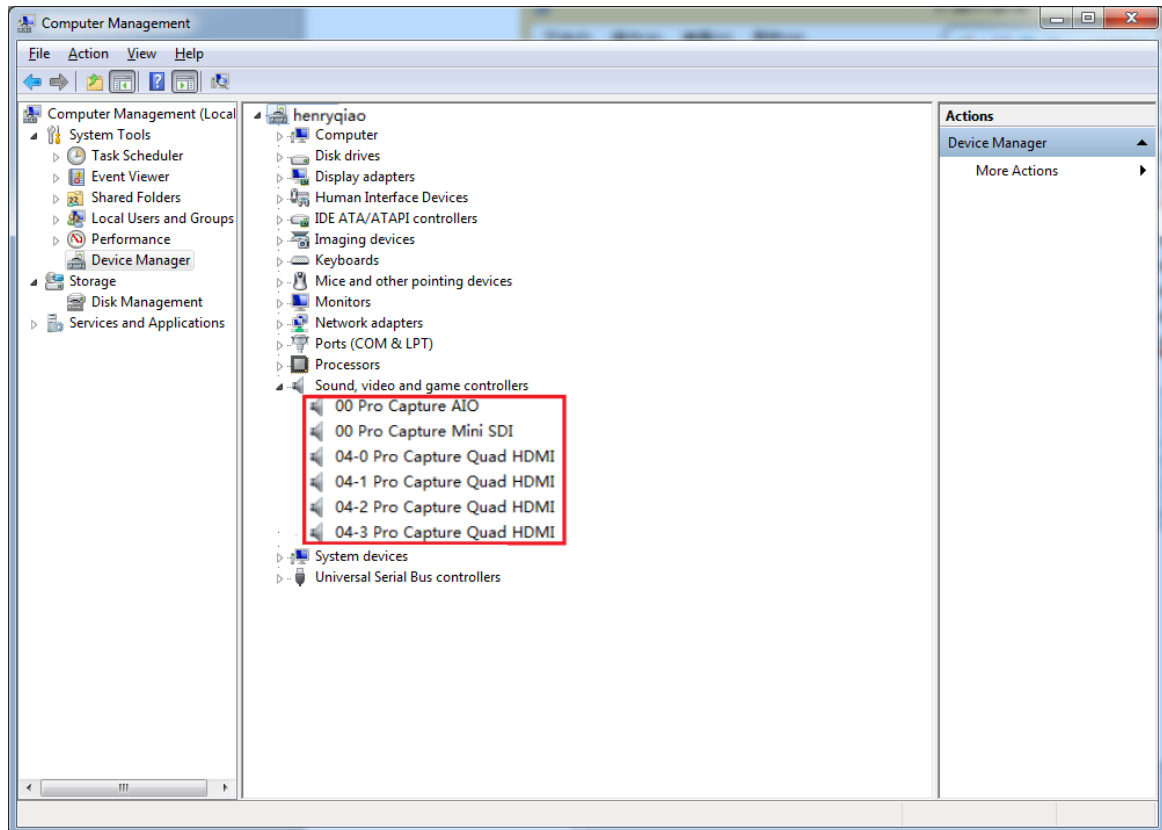 Computer Management
File Action View Help
Computer Management (Local
System Tools
Task Scheduler
Event Viewer
Shared Folders
Local Users and Groups
Performance
Device Manager
Storage
Disk Management
Services and Applications
henryqiao
Computer
Disk drives
Display adapters
Human Interface Devices
IDE ATA/ATAPI controllers
Imaging devices
Keyboards
Mice and other pointing devices
Monitors
Network adapters
Ports (COM & LPT)
Processors
Sound, video and game controllers
00 Pro Capture AIO
00 Pro Capture Mini SDI
04-0 Pro Capture Quad HDMI
04-1 Pro Capture Quad HDMI
04-2 Pro Capture Quad HDMI
04-3 Pro Capture Quad HDMI
System devices
Universal Serial Bus controllers
Actions
Device Manager
More Actions